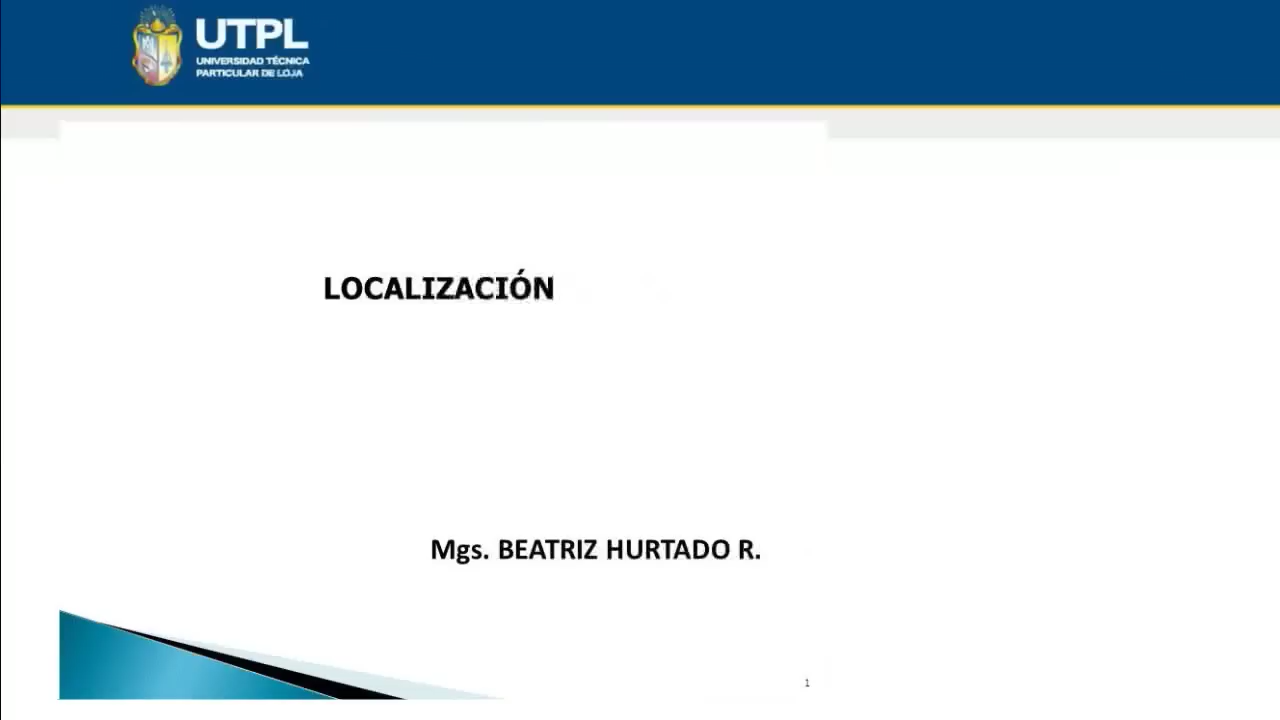 UTPL
UNIVERSIDAD TÉCNICA
PARTICULAR DE LOJA
LOCALIZACIÓN
Mgs. BEATRIZ HURTADO R.
1